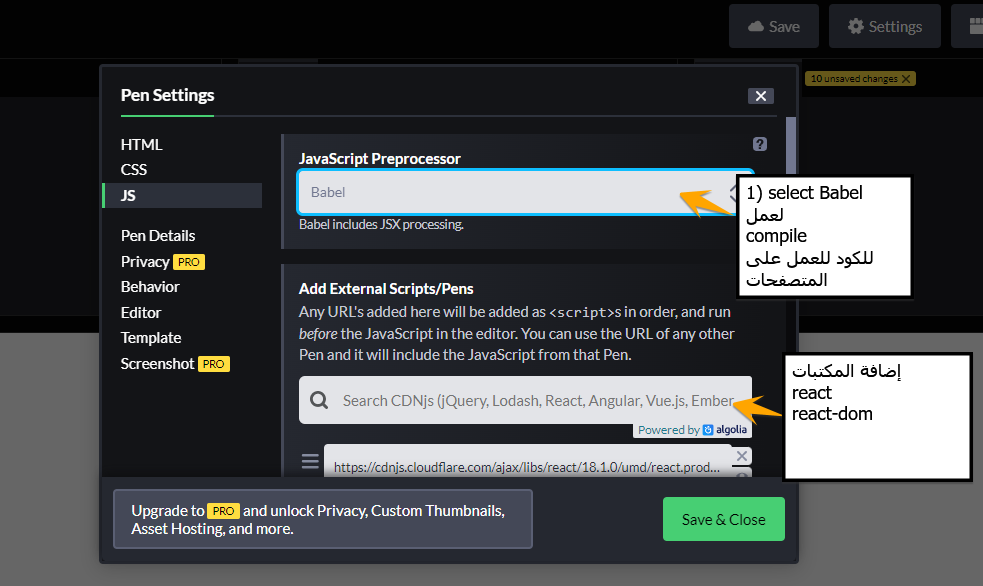 Save
Settings
10 unsaved changes
Pen Settings
HTML
CSS
JS
Pen Details
Privacy PRO
Behavior
Editor
Template
Screenshot PRO
?
JavaScript Preprocessor
Babel
Babel includes JSX processing.
Add External Scripts/Pens
Any URL's added here will be added as <script>s in order, and run
before the JavaScript in the editor. You can use the URL of any other
Pen and it will include the JavaScript from that Pen.
Search CDNjs (jQuery, Lodash, React, Angular, Vue.js, Ember
Powered by algolia
https://cdnjs.cloudflare.com/ajax/libs/react/18.1.0/umd/react.prod...
1) select Babel
لعمل
compile
للكود للعمل على
المتصفحات
إضافة المكتبات
react
react-dom
Upgrade to PRO and unlock Privacy, Custom Thumbnails,
Asset Hosting, and more.
Save & Close